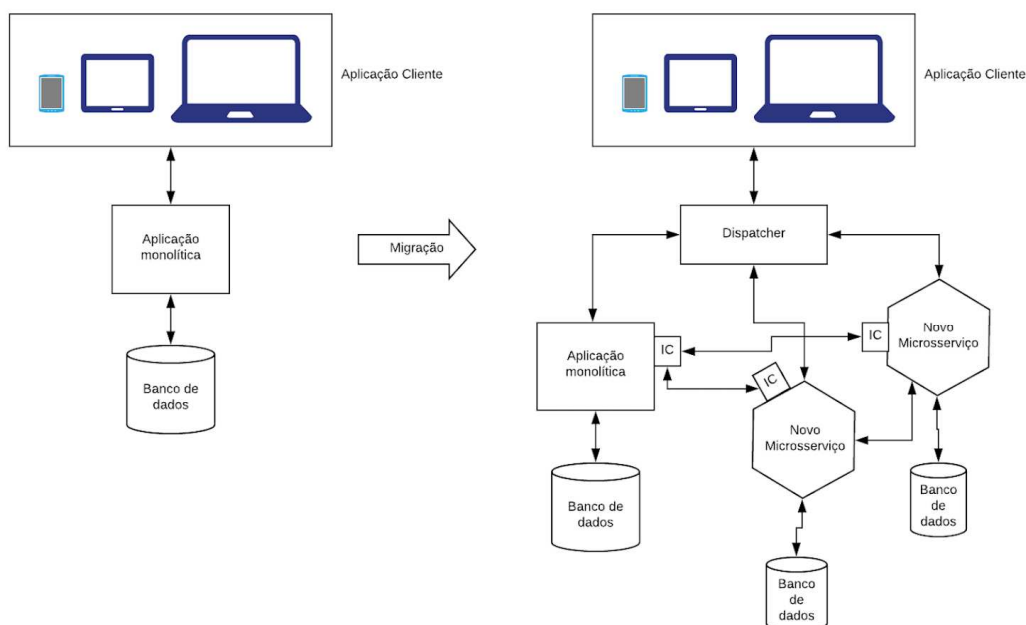 Aplicação Cliente
Aplicação
monolítica
Banco de
dados
Migração
Aplicação Cliente
Dispatcher
Aplicação
monolítica
IC
Banco de
dados
IC
Novo
Microsserviço
Banco
de
dados
IC
Novo
Microsserviço
Banco
de
dados